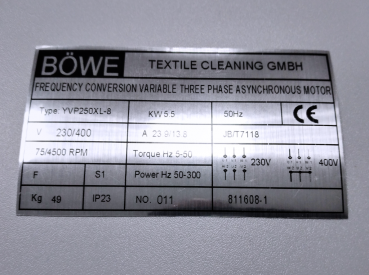 BÖWE TEXTILE CLEANING GMBH
FREQUENCY CONVERSION VARIABLE THREE PHASE ASYNCHRONOUS MOTOR
Type: YVP250XL-8 KW 5.5 50Hz CE
V 230/400 A 23.9/13.8 JB/T7118
75/4500 RPM Torque Hz 5-50 230V 400V
F S1 Power Hz 50-300
Kg 49 IP23 NO. 011 811608-1